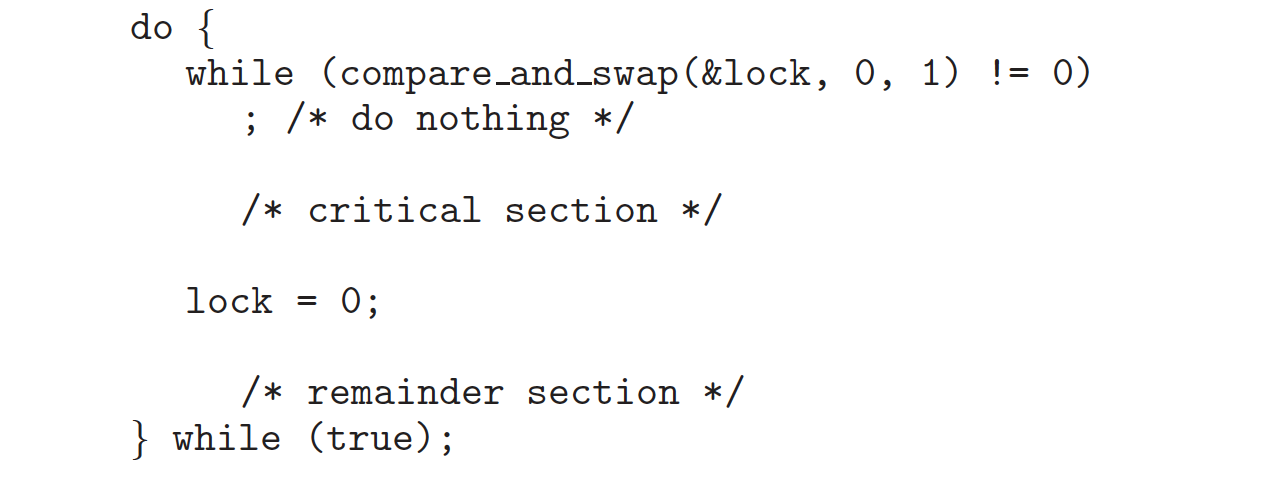 do {
while (compare_and_swap(&lock, 0, 1) != 0)
; /* do nothing */
/* critical section */
lock = 0;
/* remainder section */
} while (true);